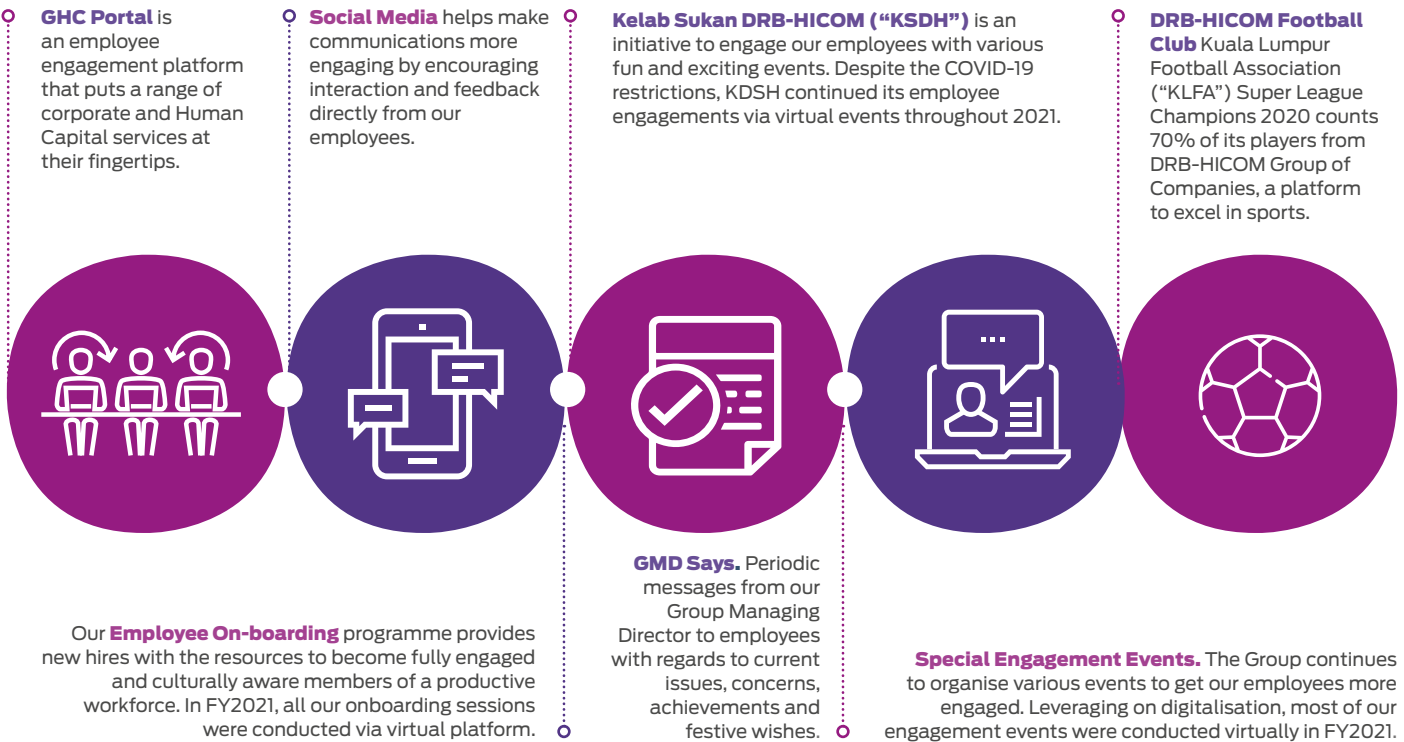 GHC Portal is
an employee
engagement platform
that puts a range of
corporate and Human
Capital services at
their fingertips.
Social Media helps make
communications more
engaging by encouraging
interaction and feedback
directly from our
employees.
Kelab Sukan DRB-HICOM (“KSDH”) is an
initiative to engage our employees with various
fun and exciting events. Despite the COVID-19
restrictions, KDSH continued its employee
engagements via virtual events throughout 2021.
DRB-HICOM Football
Club Kuala Lumpur
Football Association
(“KLFA”) Super League
Champions 2020 counts
70% of its players from
DRB-HICOM Group of
Companies, a platform
to excel in sports.
Our Employee On-boarding programme provides
new hires with the resources to become fully engaged
and culturally aware members of a productive
workforce. In FY2021, all our onboarding sessions
were conducted via virtual platform.
GMD Says. Periodic
messages from our
Group Managing
Director to employees
with regards to current
issues, concerns,
achievements and
festive wishes.
Special Engagement Events. The Group continues
to organise various events to get our employees more
engaged. Leveraging on digitalisation, most of our
engagement events were conducted virtually in FY2021.